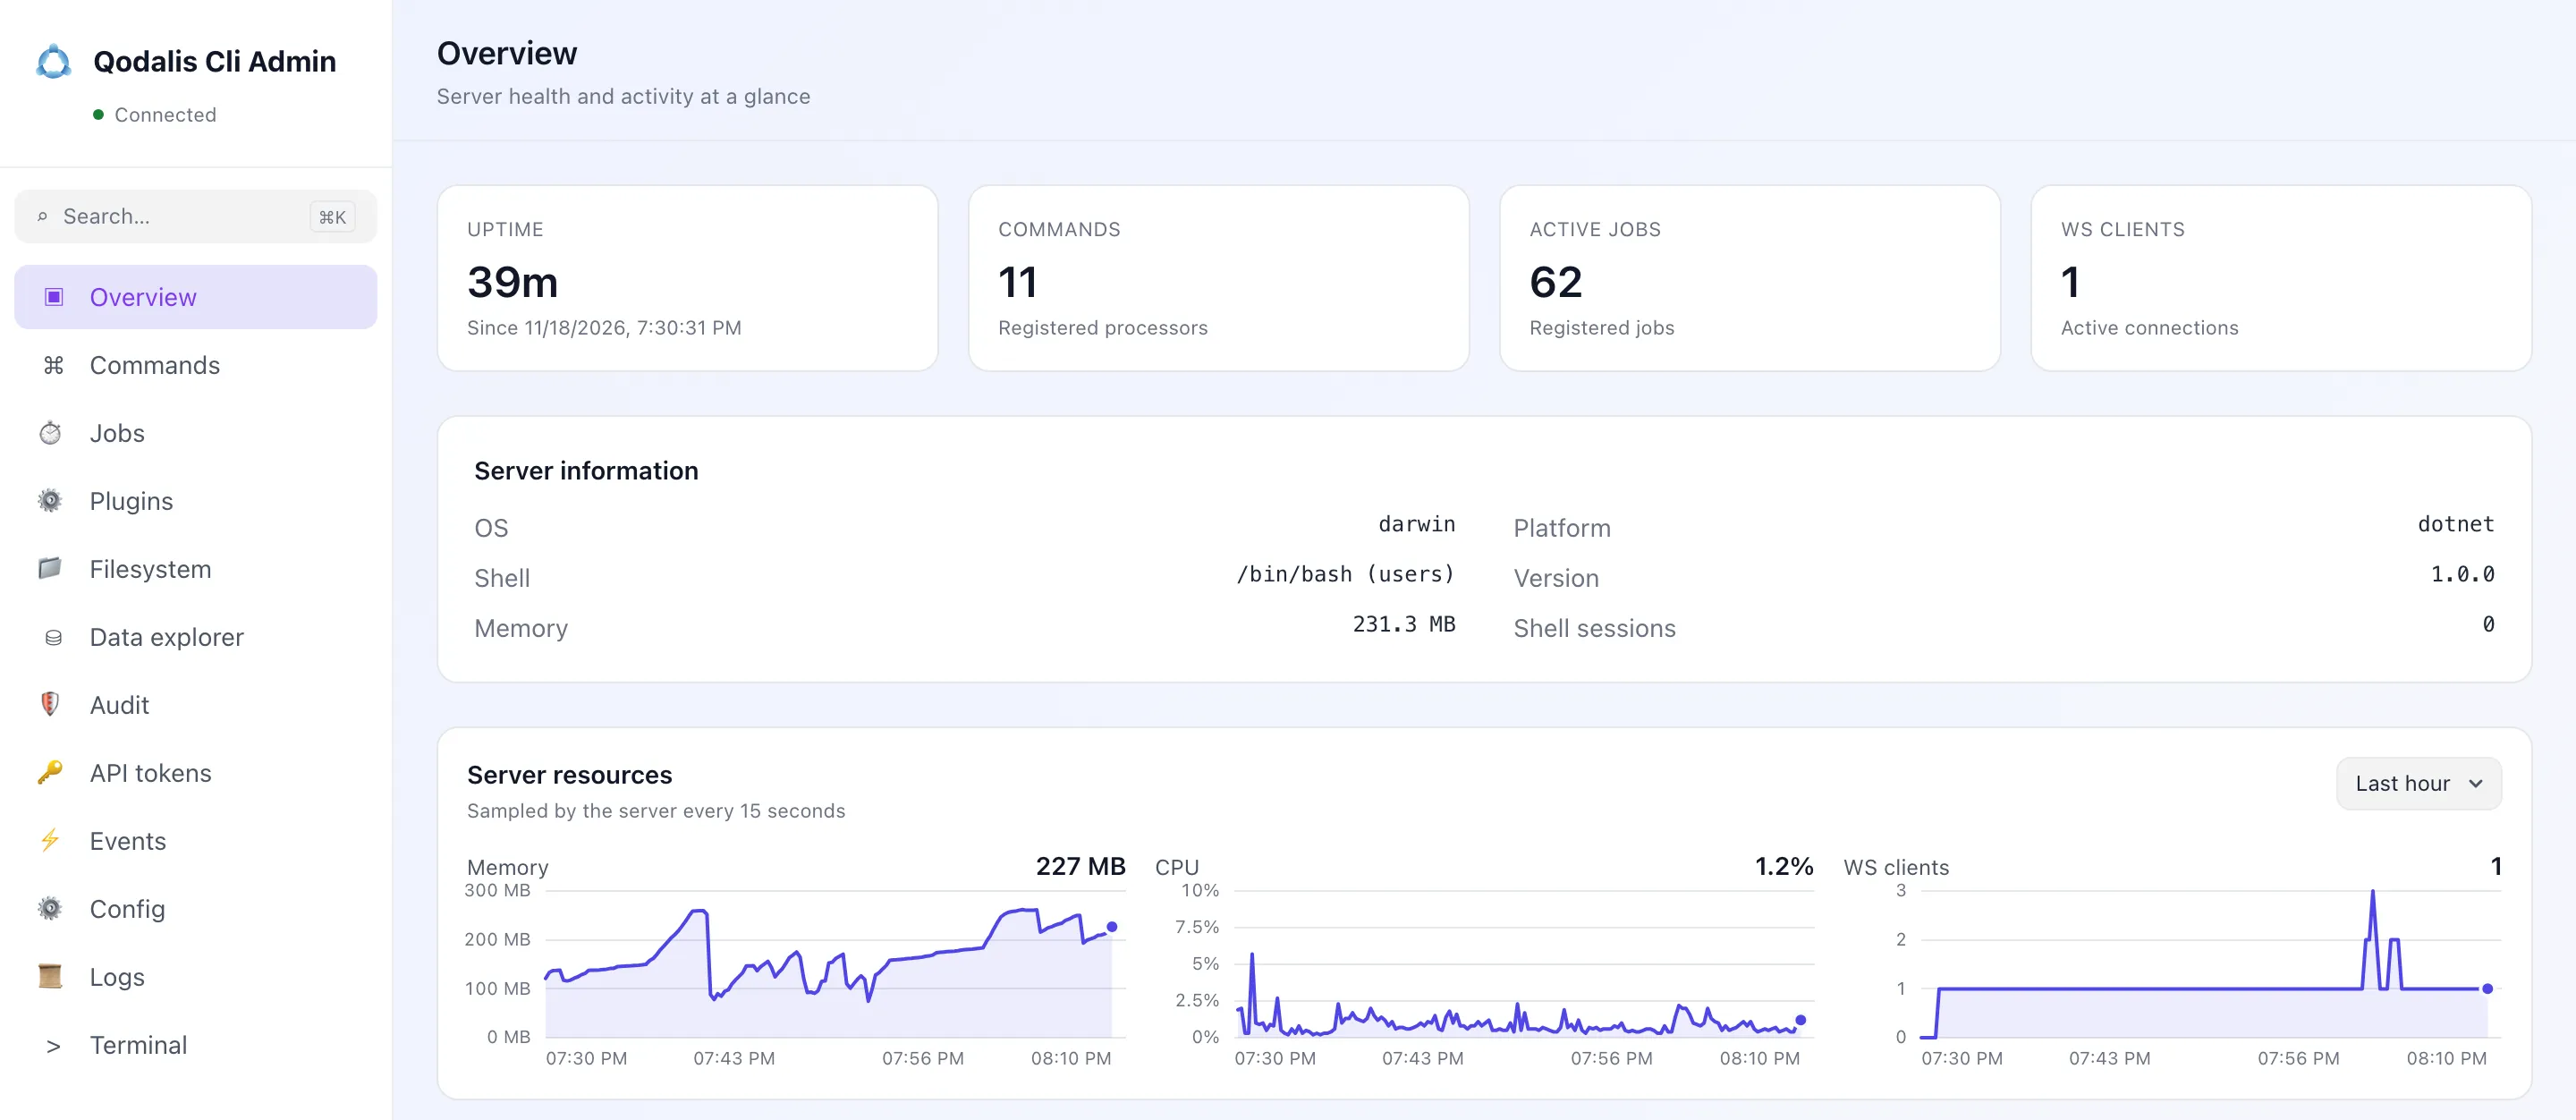 Qodalis Cli Admin
Connected
Search...
⌘K
Overview
Commands
Jobs
Plugins
Filesystem
Data explorer
Audit
API tokens
Events
Config
Logs
> Terminal
Overview
Server health and activity at a glance
UPTIME
39m
Since 11/18/2026, 7:30:31 PM
COMMANDS
11
Registered processors
ACTIVE JOBS
62
Registered jobs
WS CLIENTS
1
Active connections
Server information
OS darwin
Platform dotnet
Shell /bin/bash (users)
Version 1.0.0
Memory 231.3 MB
Shell sessions 0
Server resources
Sampled by the server every 15 seconds
Last hour
Memory 227 MB
300 MB
200 MB
100 MB
0 MB
07:30 PM 07:43 PM 07:56 PM 08:10 PM
CPU 1.2%
10%
7.5%
5%
2.5%
0%
07:30 PM 07:43 PM 07:56 PM 08:10 PM
WS clients 1
3
2
1
0
07:30 PM 07:43 PM 07:56 PM 08:10 PM